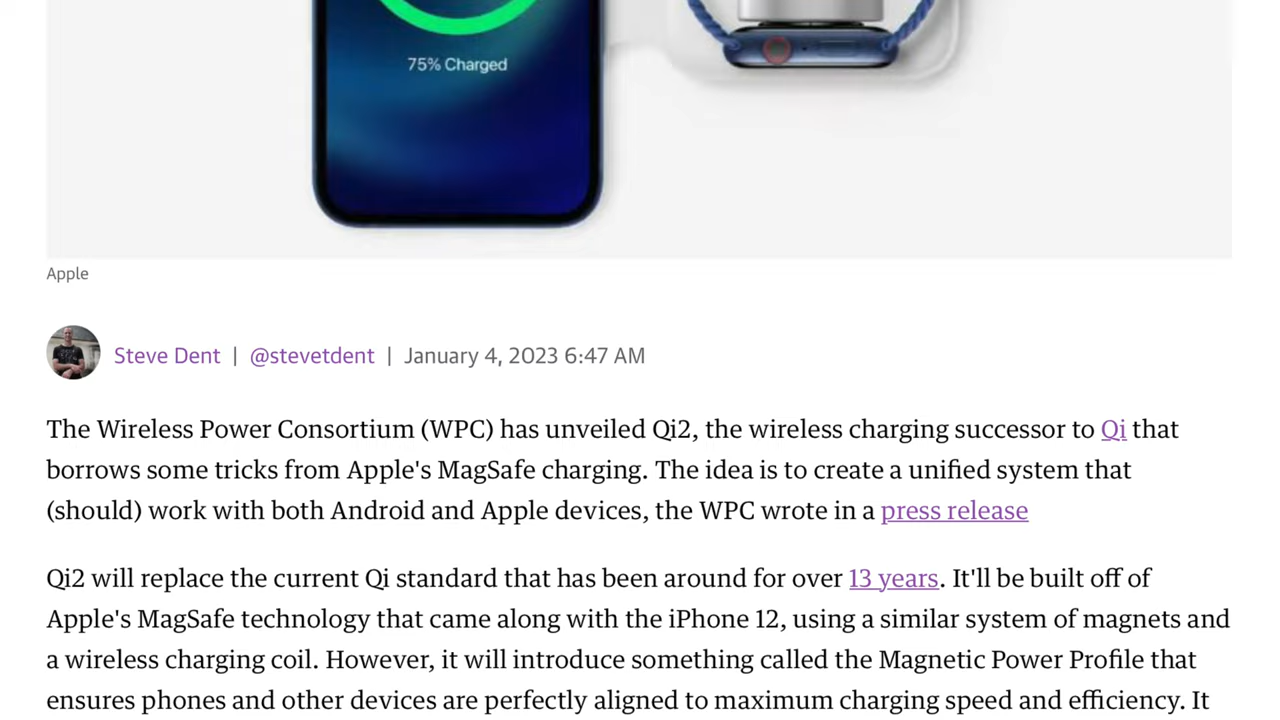 75% Charged
Apple
Steve Dent | @stevetdent | January 4, 2023 6:47 AM
The Wireless Power Consortium (WPC) has unveiled Qi2, the wireless charging successor to Qi that
borrows some tricks from Apple's MagSafe charging. The idea is to create a unified system that
(should) work with both Android and Apple devices, the WPC wrote in a press release
Qi2 will replace the current Qi standard that has been around for over 13 years. It'll be built off of
Apple's MagSafe technology that came along with the iPhone 12, using a similar system of magnets and
a wireless charging coil. However, it will introduce something called the Magnetic Power Profile that
ensures phones and other devices are perfectly aligned to maximum charging speed and efficiency. It